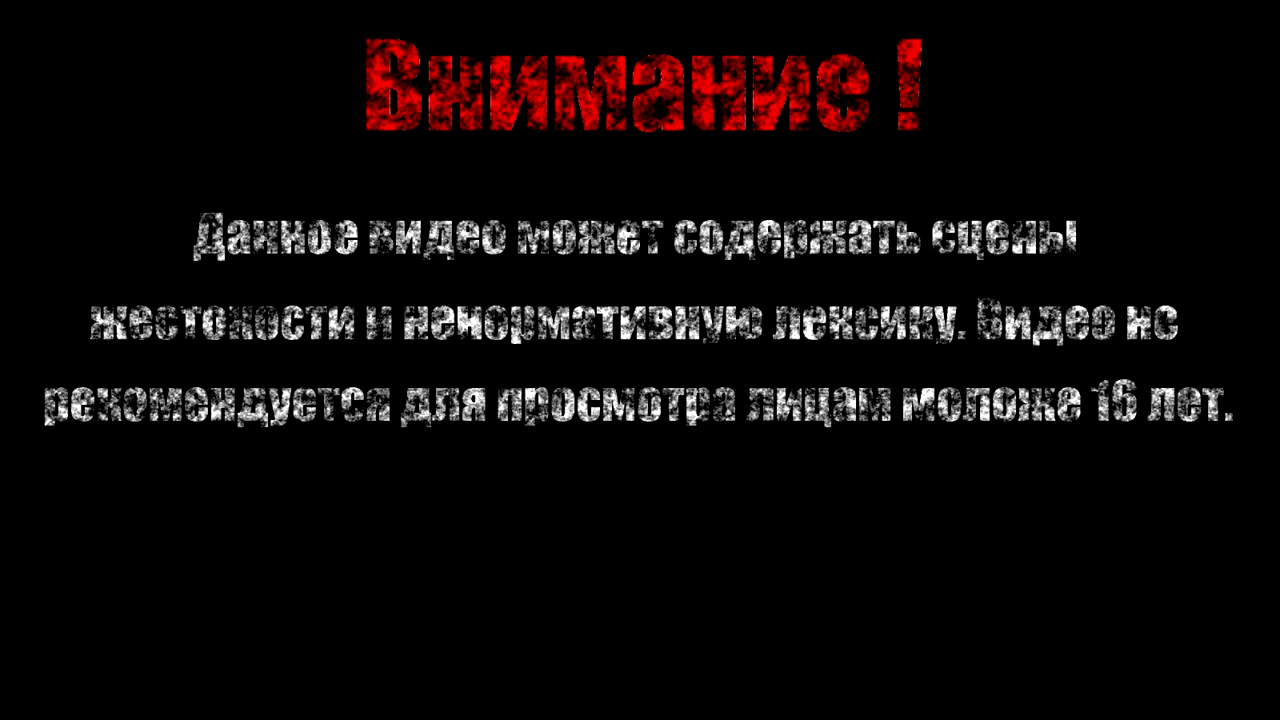 Внимание !
Данное видео может содержать сцены
жестокости и ненормативную лексику. Видео не
рекомендуется для просмотра лицам моложе 16 лет.